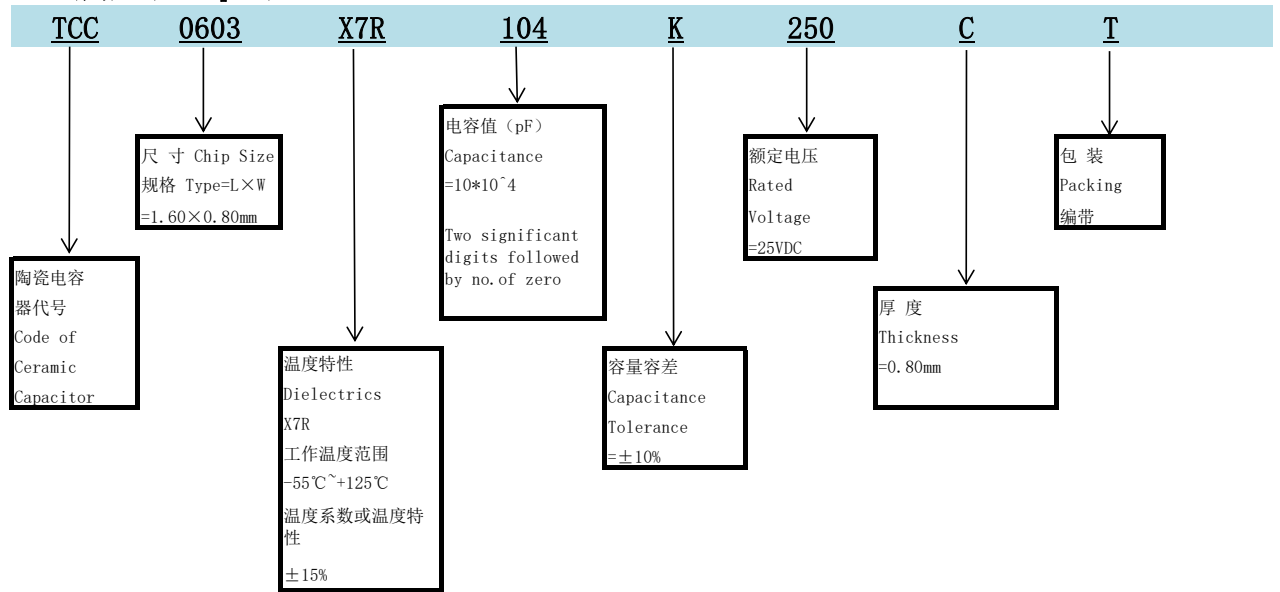 TCC 0603 X7R 104 K 250 C T
陶瓷电容
器代号
Code of
Ceramic
Capacitor
尺 寸 Chip Size
规格 Type=L×W
=1.60×0.80mm
温度特性
Dielectrics
X7R
工作温度范围
-55℃~+125℃
温度系数或温度特
性
±15%
电容值（pF）
Capacitance
=10*10^4
Two significant
digits followed
by no.of zero
容量容差
Capacitance
Tolerance
=±10%
额定电压
Rated
Voltage
=25VDC
厚 度
Thickness
=0.80mm
包 装
Packing
编带